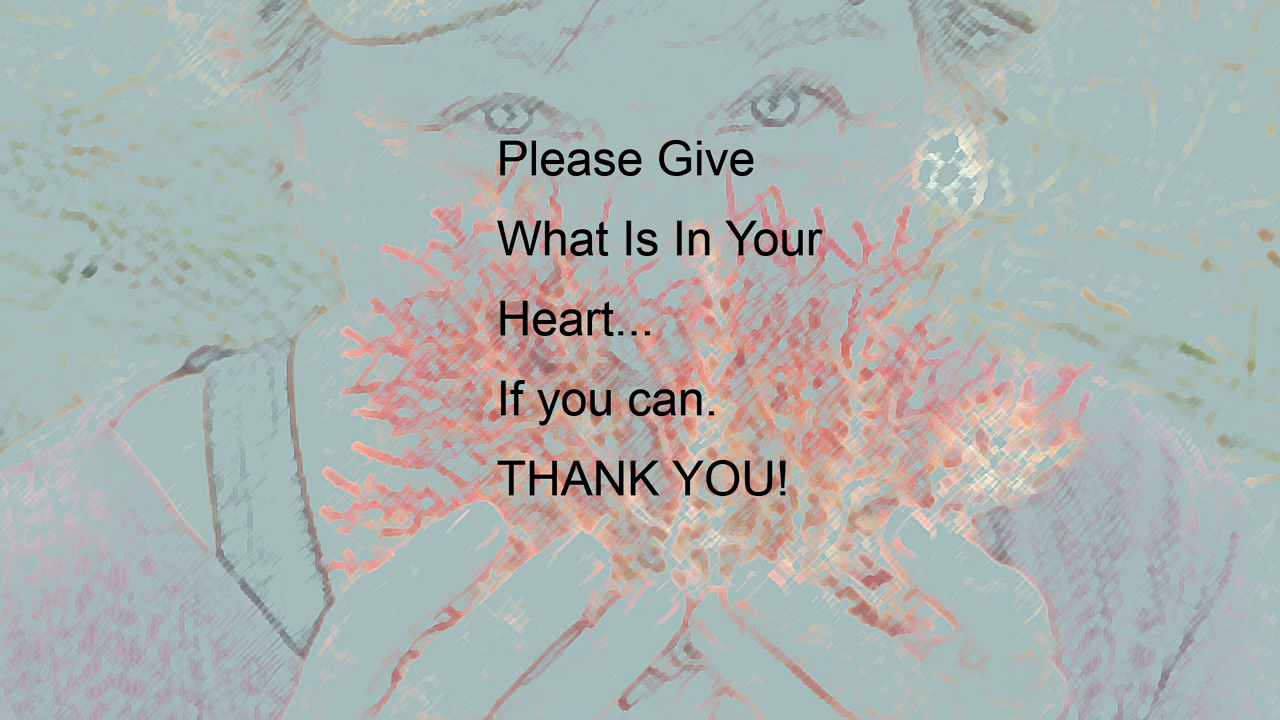 Please Give
What Is In Your
Heart...
If you can.
THANK YOU!